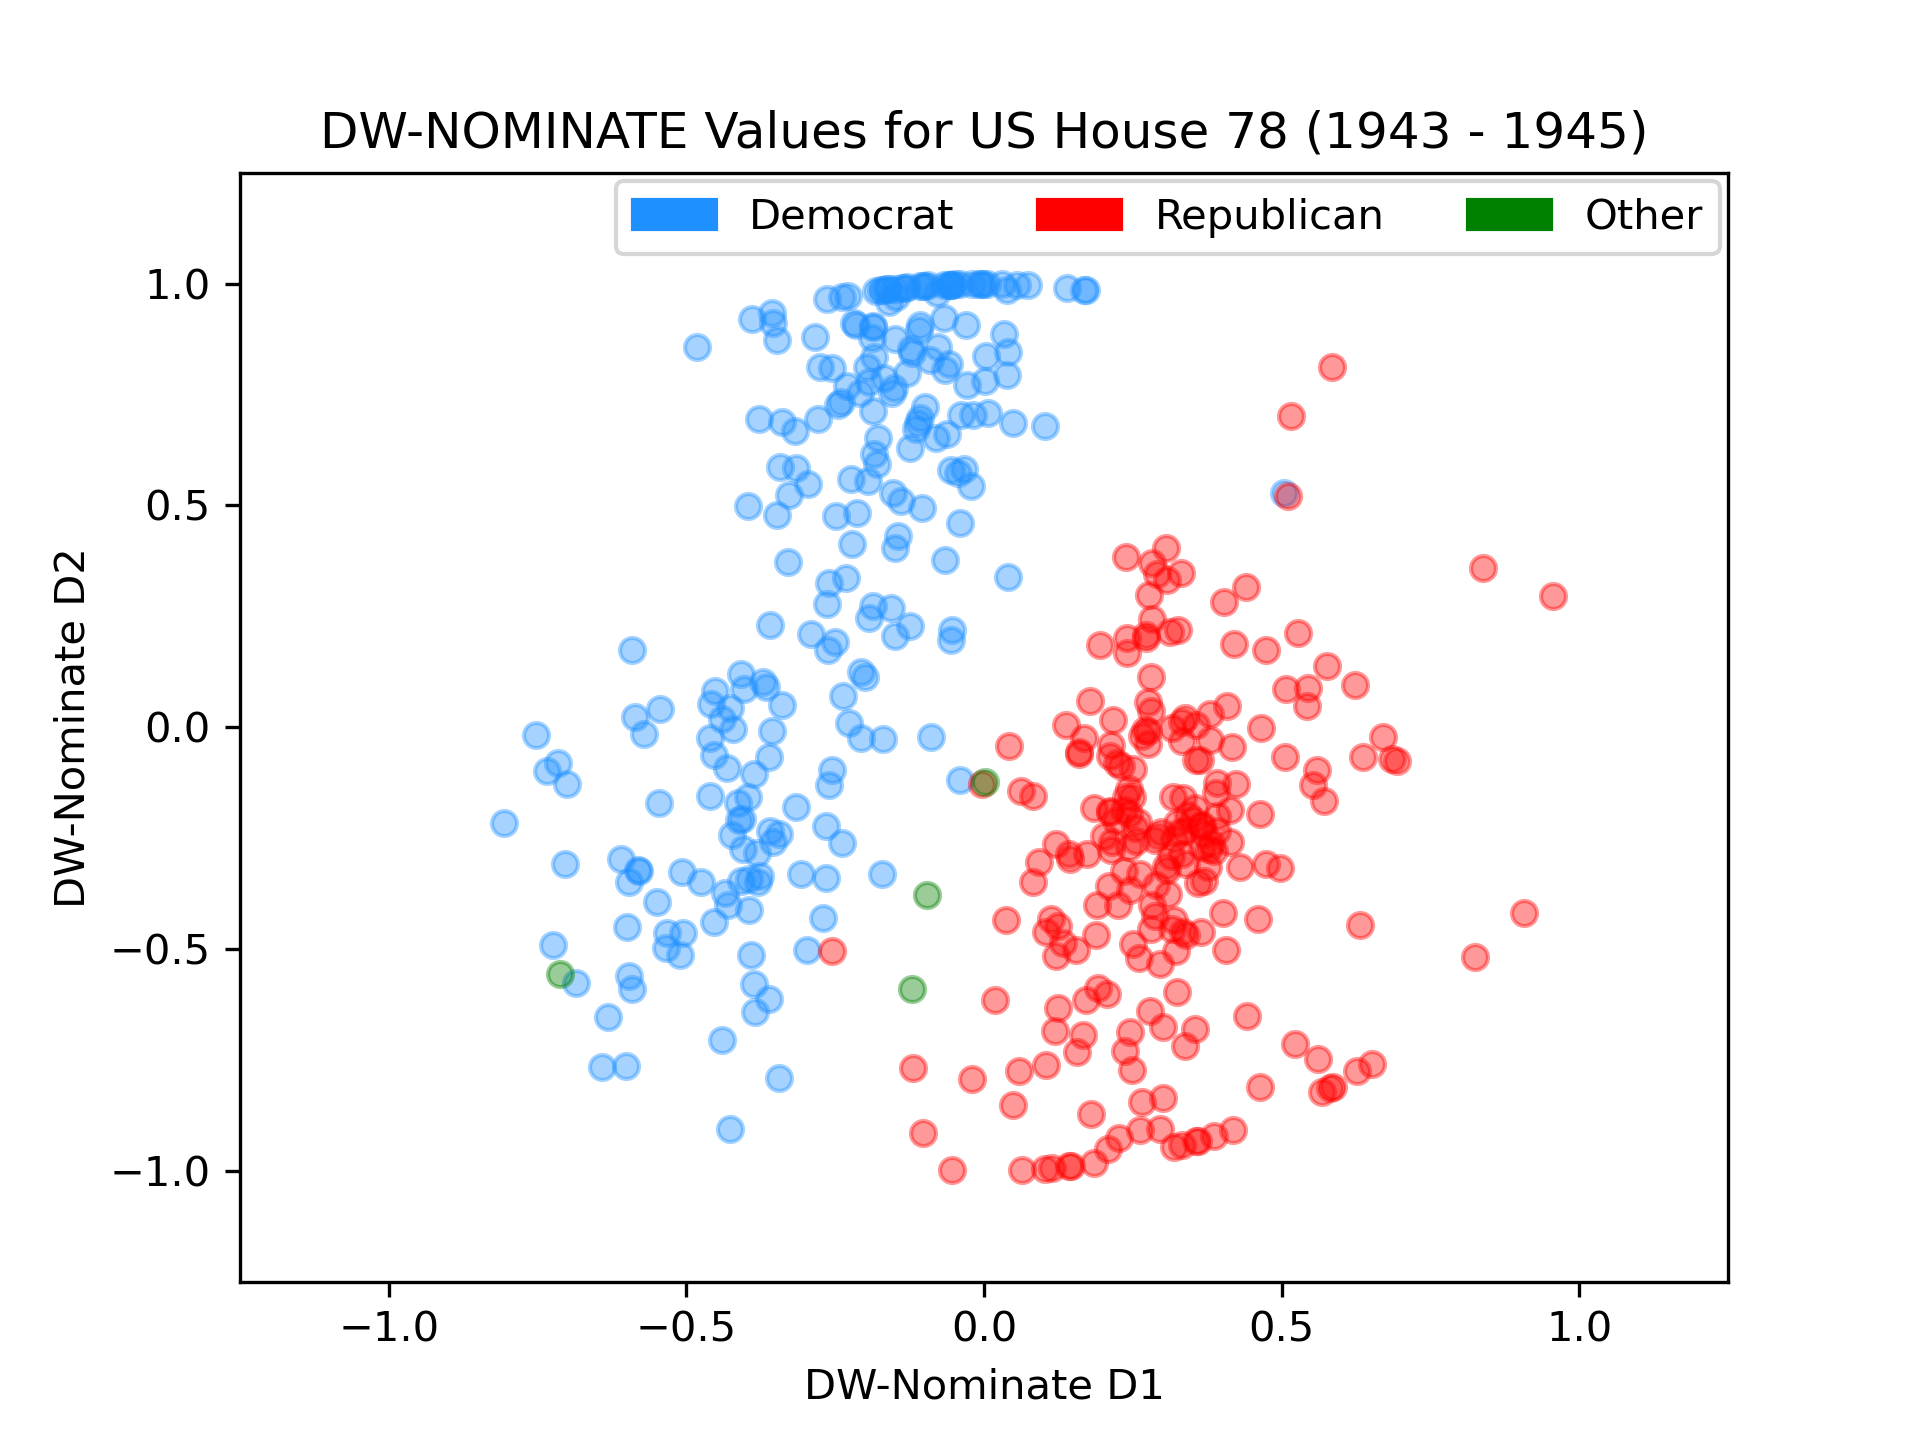 DW-NOMINATE Values for US House 78 (1943 - 1945)
Democrat Republican Other
1.0
0.5
0.0
−0.5
−1.0
DW-Nominate D2
−1.0 −0.5 0.0 0.5 1.0
DW-Nominate D1